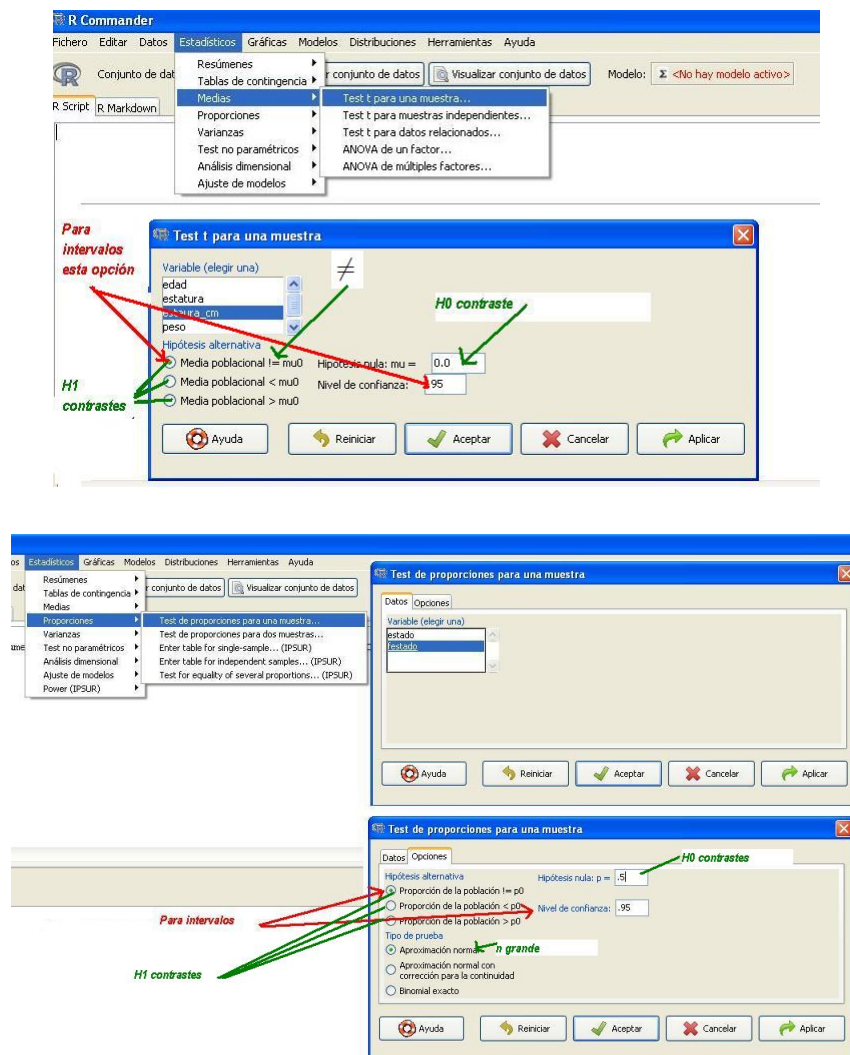 R Commander
Fichero Editar Datos Estadísticos Gráficas Modelos Distribuciones Herramientas Ayuda
Conjunto de dat
r conjunto de datos Visualizar conjunto de datos Modelo: Σ <No hay modelo activo>
R Script R Markdown
Resúmenes
Tablas de contingencia
Medias
Proporciones
Varianzas
Test no paramétricos
Análisis dimensional
Ajuste de modelos
Test t para una muestra...
Test t para muestras independientes...
Test t para datos relacionados...
ANOVA de un factor...
ANOVA de múltiples factores...
Para
intervalos
esta opción
Test t para una muestra
Variable (elegir una)
edad
estatura
estaura_cm
peso
≠
H0 contraste
Hipótesis alternativa
Media poblacional != mu0 Hipótesis nula: mu = 0.0
Media poblacional < mu0 Nivel de confianza: .95
Media poblacional > mu0
H1
contrastes
Ayuda Reiniciar Aceptar Cancelar Aplicar
os Estadísticos Gráficas Modelos Distribuciones Herramientas Ayuda
dat
r conjunto de datos Visualizar conjunto de datos
ume
Resúmenes
Tablas de contingencia
Medias
Proporciones
Varianzas
Test no paramétricos
Análisis dimensional
Ajuste de modelos
Power (IPSUR)
Test de proporciones para una muestra...
Test de proporciones para dos muestras...
Enter table for single-sample... (IPSUR)
Enter table for independent samples... (IPSUR)
Test for equality of several proportions... (IPSUR)
Test de proporciones para una muestra
Datos Opciones
Variable (elegir una)
estado
festado
Ayuda Reiniciar Aceptar Cancelar Aplicar
Test de proporciones para una muestra
Datos Opciones
H0 contrastes
Hipótesis alternativa Hipótesis nula: p = .5
Proporción de la población != p0
Proporción de la población < p0 Nivel de confianza: .95
Proporción de la población > p0
Para intervalos
Tipo de prueba
Aproximación normal n grande
Aproximación normal con
corrección para la continuidad
Binomial exacto
H1 contrastes
Ayuda Reiniciar Aceptar Cancelar Aplicar